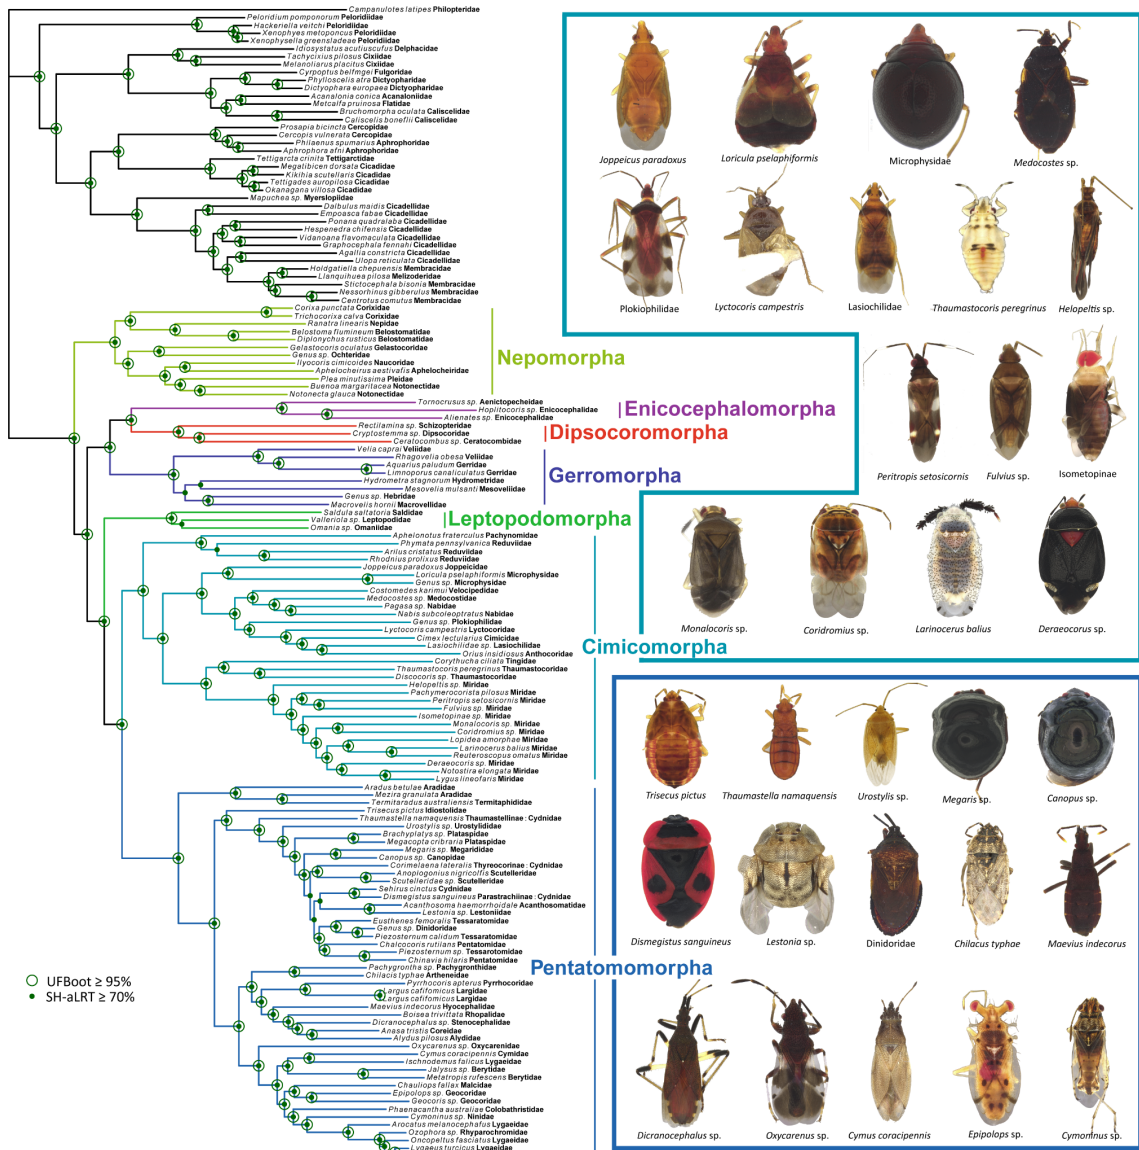 Campanulotes latipes Philopteridae
Peloridium pomponorum Peloridiidae
Hackeriella veitchi Peloridiidae
Xenophyes metoponcus Peloridiidae
Xenophysella greensladeae Peloridiidae
Idiosystatus acutiusculus Delphacidae
Tachycixius pilosus Cixiidae
Melanoliarus placitus Cixiidae
Cyrpoptus belfrngei Fulgoridae
Phylloscelis atra Dictyopharidae
Dictyophara europaea Dictyopharidae
Acanalonia conica Acanaloniidae
Metcalfa pruinosa Flatidae
Bruchomorpha oculata Caliscelidae
Caliscelis bonellii Caliscelidae
Prosapia bicincta Cercopidae
Cercopis vulnerata Cercopidae
Philaenus spumarius Aphrophoridae
Aphrophora alni Aphrophoridae
Tettigarcta crinita Tettigarctidae
Megatibicen dorsata Cicadidae
Kikihia scutellaris Cicadidae
Tettigades auropilosa Cicadidae
Okanagana villosa Cicadidae
Mapuchea sp. Myerslopiidae
Dalbulus maidis Cicadellidae
Empoasca fabae Cicadellidae
Ponana quadralaba Cicadellidae
Hespenedra chilensis Cicadellidae
Vidanoana flavomaculata Cicadellidae
Graphocephala fennahi Cicadellidae
Agallia constricta Cicadellidae
Ulopa reticulata Cicadellidae
Holdgatiella chepuensis Membracidae
Llanquihuea pilosa Melizoderidae
Stictocephala bisonia Membracidae
Nessorhinus gibberulus Membracidae
Centrotus cornutus Membracidae
Corixa punctata Corixidae
Trichocorixa calva Corixidae
Ranatra linearis Nepidae
Belostoma flumineum Belostomatidae
Diplonychus rusticus Belostomatidae
Gelastocoris oculatus Gelastocoridae
Genus sp. Ochteridae
Ilyocoris cimicoides Naucoridae
Aphelocheirus aestivalis Aphelocheiridae
Plea minutissima Pleidae
Buenoa margaritacea Notonectidae
Notonecta glauca Notonectidae
Nepomorpha
Tornocrusus sp. Aenictopecheidae
Hoplitocoris sp. Enicocephalidae
Alienates sp. Enicocephalidae
Enicocephalomorpha
Rectilamina sp. Schizopteridae
Cryptostemma sp. Dipsocoridae
Ceratocombus sp. Ceratocombidae
Dipsocoromorpha
Velia caprai Veliidae
Rhagovelia obesa Veliidae
Aquarius paludum Gerridae
Limnoporus canaliculatus Gerridae
Hydrometra stagnorum Hydrometridae
Mesovelia mulsanti Mesoveliidae
Genus sp. Hebridae
Macrovelia hornii Macroveliidae
Gerromorpha
Saldula saltatoria Saldidae
Valleriola sp. Leptopodidae
Omania sp. Omaniidae
Leptopodomorpha
Aphelonotus fraterculus Pachynomidae
Phymata pennsylvanica Reduviidae
Arilus cristatus Reduviidae
Rhodnius prolixus Reduviidae
Joppeicus paradoxus Joppeicidae
Loricula pselaphiformis Microphysidae
Genus sp. Microphysidae
Costomedes karimui Velocipedidae
Medocostes sp. Medocostidae
Pagasa sp. Nabidae
Nabis subcoleoptratus Nabidae
Genus sp. Plokiophilidae
Lyctocoris campestris Lyctocoridae
Cimex lectularius Cimicidae
Lasiochilidae sp. Lasiochilidae
Orius insidiosus Anthocoridae
Corythucha ciliata Tingidae
Thaumastocoris peregrinus Thaumastocoridae
Discocoris sp. Thaumastocoridae
Helopeltis sp. Miridae
Pachymerocorista pilosus Miridae
Peritropis setosicornis Miridae
Fulvius sp. Miridae
Isometopinae sp. Miridae
Monalocoris sp. Miridae
Coridromius sp. Miridae
Lopidea amorphae Miridae
Larinocerus balius Miridae
Reuteroscopus ornatus Miridae
Deraeocoris sp. Miridae
Notostira elongata Miridae
Lygus lineolaris Miridae
Cimicomorpha
Aradus betulae Aradidae
Mezira granulata Aradidae
Termitaradus australiensis Termitaphididae
Trisecus pictus Idiostolidae
Thaumastella namaquensis Thaumastellinae : Cydnidae
Urostylis sp. Urostylididae
Brachyplatys sp. Plataspidae
Megacopta cribraria Plataspidae
Megaris sp. Megarididae
Canopus sp. Canopidae
Corimelaena lateralis Thyreocorinae : Cydnidae
Anoplogonius nigricollis Scutelleridae
Scutelleridae sp. Scutelleridae
Sehirus cinctus Cydnidae
Dismegistus sanguineus Parastrachiinae : Cydnidae
Acanthosoma haemorrhoidale Acanthosomatidae
Lestonia sp. Lestoniidae
Eusthenes femoralis Tessaratomidae
Genus sp. Dinidoridae
Piezosternum calidum Tessaratomidae
Chalcocoris rutilans Pentatomidae
Piezosternum sp. Tessarotomidae
Chinavia hilaris Pentatomidae
Pachygrontha sp. Pachygronthidae
Chilacis typhae Artheneidae
Pyrrhocoris apterus Pyrrhocoridae
Largus californicus Largidae
Largus californicus Largidae
Maevius indecorus Hyocephalidae
Boisea trivittata Rhopalidae
Dicranocephalus sp. Stenocephalidae
Anasa tristis Coreidae
Alydus pilosus Alydidae
Oxycarenus sp. Oxycarenidae
Cymus coracipennis Cymidae
Ischnodemus falicus Lygaeidae
Jalysus sp. Berytidae
Metatropis rufescens Berytidae
Chauliops fallax Malcidae
Epipolops sp. Geocoridae
Geocoris sp. Geocoridae
Phaenacantha australiae Colobathristidae
Cymoninus sp. Ninidae
Arocatus melanocephalus Lygaeidae
Ozophora sp. Rhyparochromidae
Oncopeltus fasciatus Lygaeidae
Lygaeus turcicus Lygaeidae
Pentatomomorpha
UFBoot ≥ 95%
SH-aLRT ≥ 70%
Joppeicus paradoxus
Loricula pselaphiformis
Microphysidae
Medocostes sp.
Plokiophilidae
Lyctocoris campestris
Lasiochilidae
Thaumastocoris peregrinus
Helopeltis sp.
Peritropis setosicornis
Fulvius sp.
Isometopinae
Monalocoris sp.
Coridromius sp.
Larinocerus balius
Deraeocorus sp.
Trisecus pictus
Thaumastella namaquensis
Urostylis sp.
Megaris sp.
Canopus sp.
Dismegistus sanguineus
Lestonia sp.
Dinidoridae
Chilacus typhae
Maevius indecorus
Dicranocephalus sp.
Oxycarenus sp.
Cymus coracipennis
Epipolops sp.
Cymoninus sp.